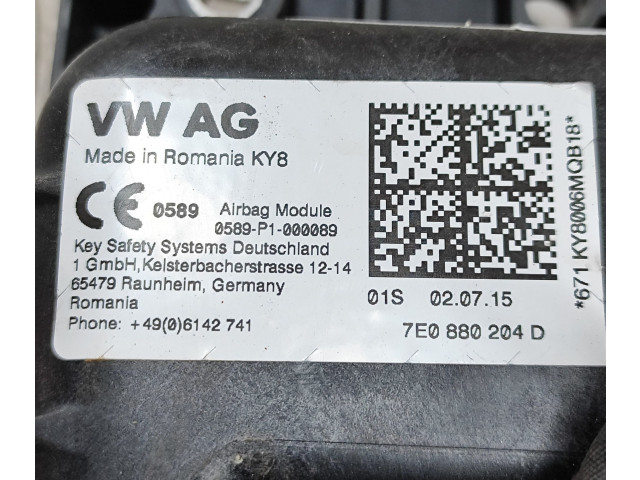 VW AG
Made in Romania KY8
CE 0589 Airbag Module
0589-P1-000089
Key Safety Systems Deutschland
1 GmbH,Kelsterbacherstrasse 12-14
65479 Raunheim, Germany
Romania
Phone: +49(0)6142 741
01S 02.07.15
7E0 880 204 D
*671 KY8006MQB18*